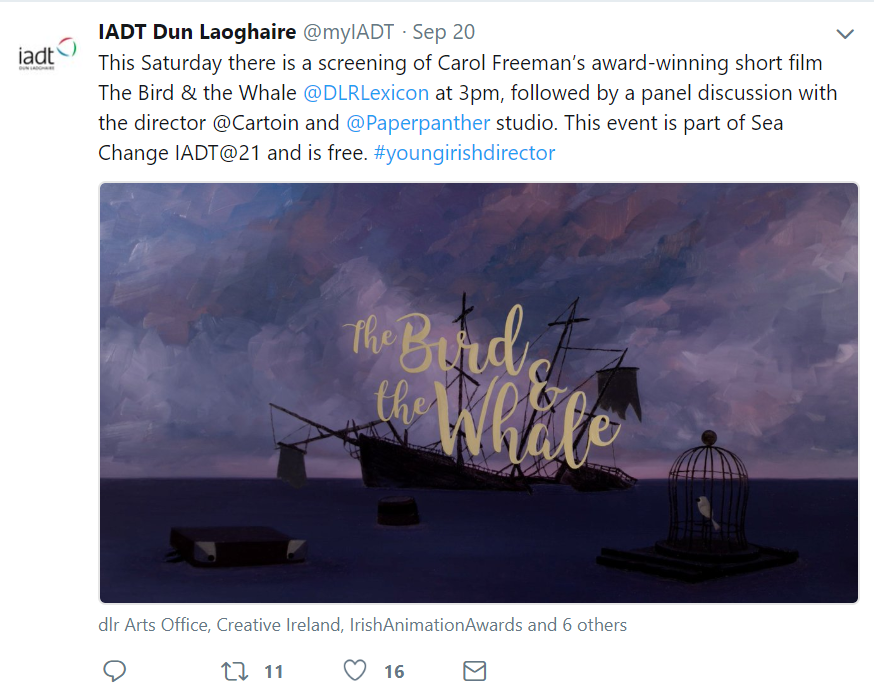 IADT Dun Laoghaire @myIADT · Sep 20
iadt
DUN LAOGHAIRE
This Saturday there is a screening of Carol Freeman's award-winning short film
The Bird & the Whale @DLRLexicon at 3pm, followed by a panel discussion with
the director @Cartoin and @Paperpanther studio. This event is part of Sea
Change IADT@21 and is free. #youngirishdirector
The Bird
&
the Whale
dlr Arts Office, Creative Ireland, IrishAnimationAwards and 6 others
11 16